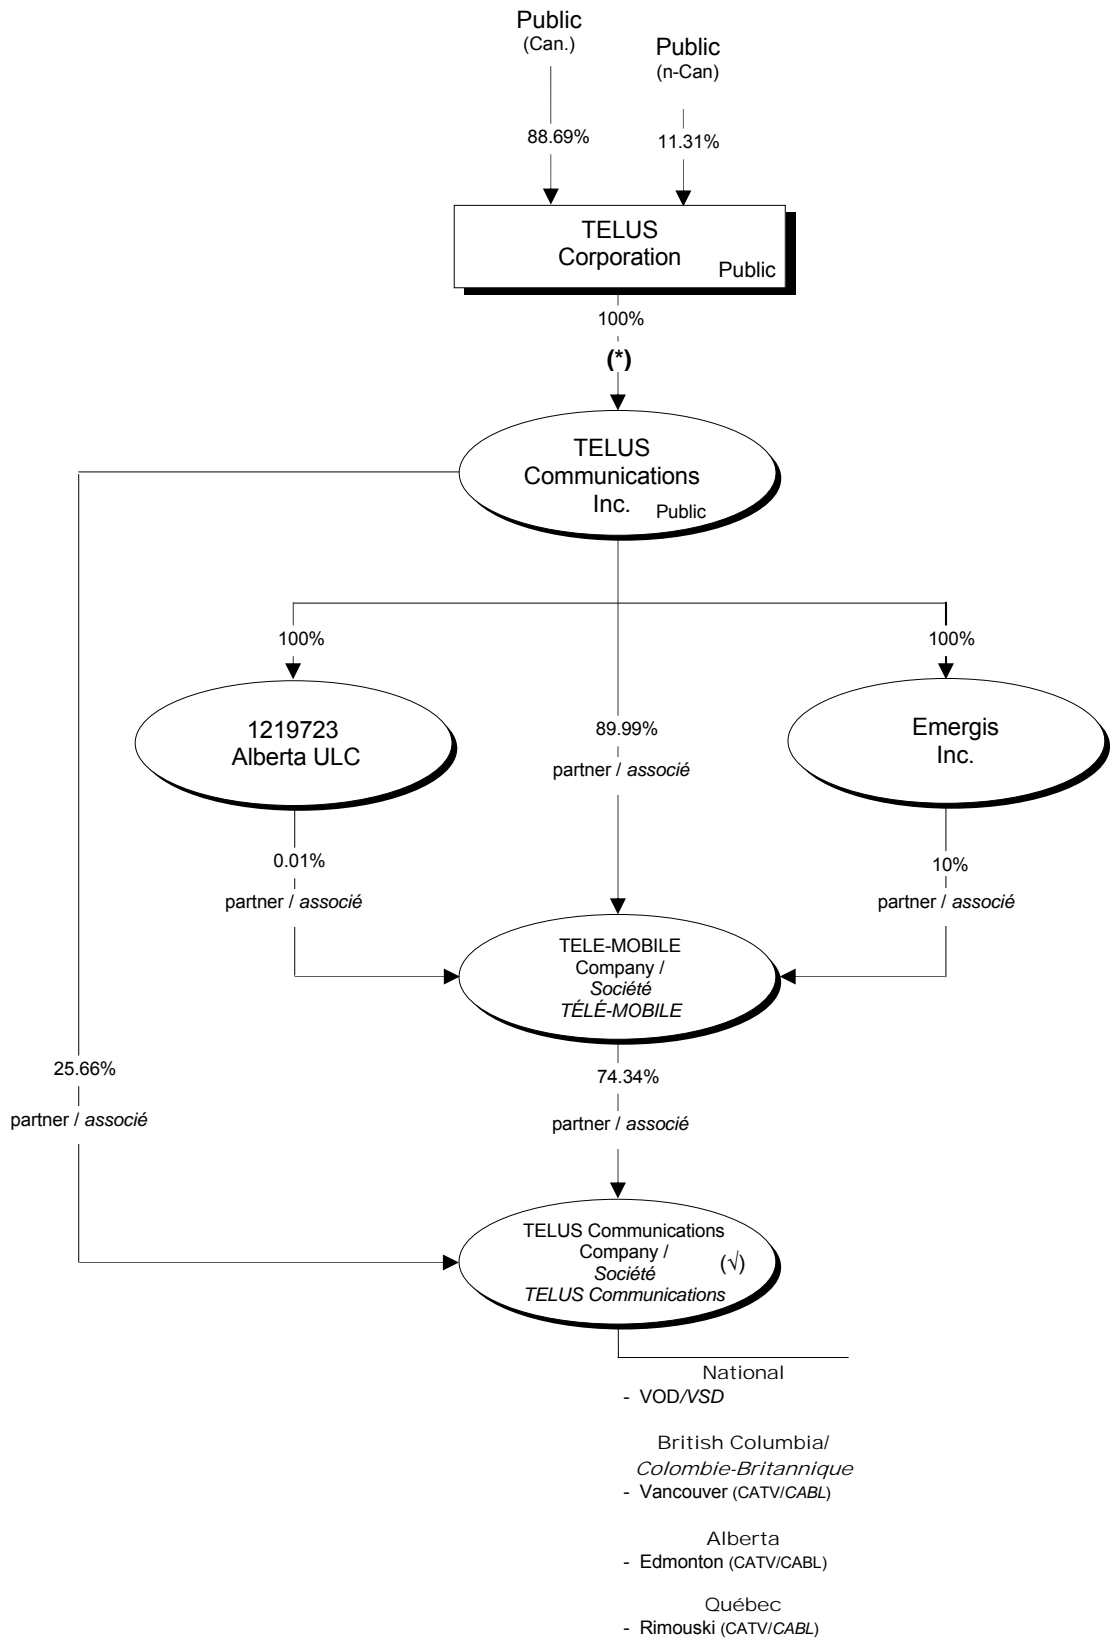 Public
(Can.)
Public
(n-Can)
88.69%
11.31%
TELUS
Corporation
Public
100%
(*)
TELUS
Communications
Inc.
Public
100%
100%
1219723
Alberta ULC
89.99%
partner / associé
Emergis
Inc.
0.01%
partner / associé
10%
partner / associé
TELE-MOBILE
Company /
Société
TÉLÉ-MOBILE
25.66%
partner / associé
74.34%
partner / associé
TELUS Communications
Company /
Société
TELUS Communications
(√)
National
- VOD/VSD
British Columbia/
Colombie-Britannique
- Vancouver (CATV/CABL)
Alberta
- Edmonton (CATV/CABL)
Québec
- Rimouski (CATV/CABL)